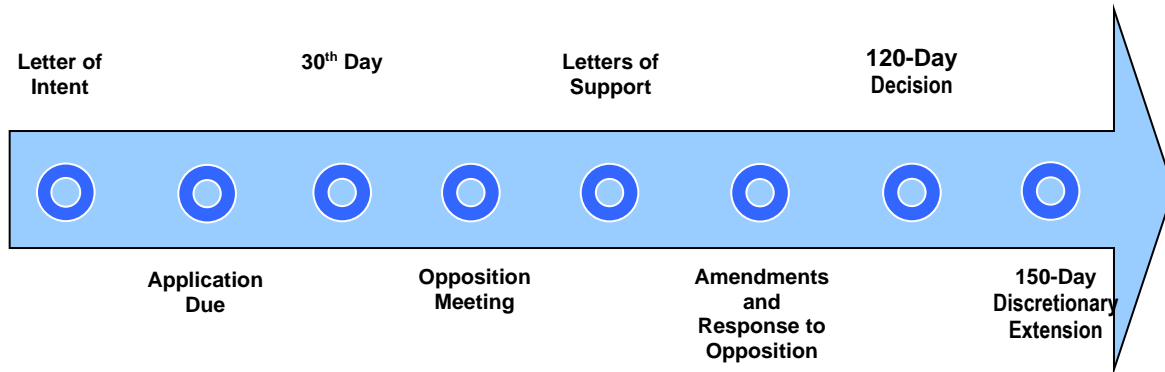 Letter of
Intent
30th Day
Letters of
Support
120-Day
Decision
Application
Due
Opposition
Meeting
Amendments
and
Response to
Opposition
150-Day
Discretionary
Extension